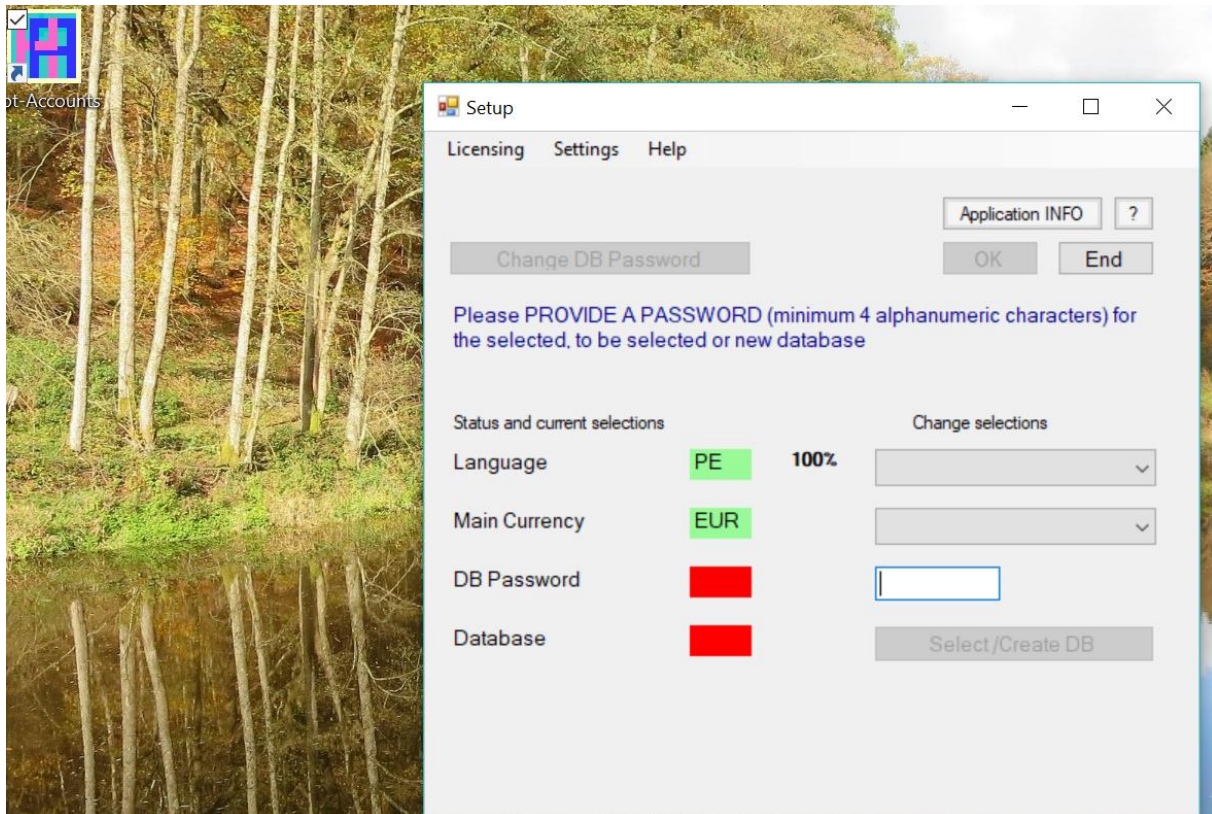 ot-Accounts
Setup
Licensing Settings Help
Application INFO ?
Change DB Password OK End
Please PROVIDE A PASSWORD (minimum 4 alphanumeric characters) for
the selected, to be selected or new database
Status and current selections Change selections
Language PE 100%
Main Currency EUR
DB Password
Database Select/Create DB